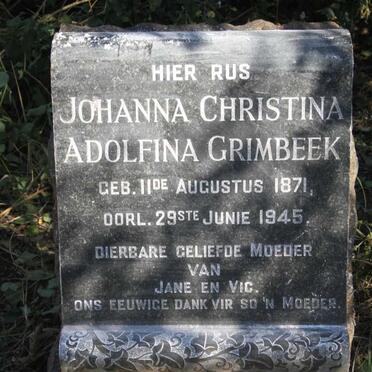 HIER RUS
JOHANNA CHRISTINA
ADOLFINA GRIMBEEK
GEB. 11DE AUGUSTUS 1871,
OORL. 29STE JUNIE 1945.
DIERBARE GELIEFDE MOEDER
VAN
JANE EN VIC.
ONS EEUWIGE DANK VIR SO 'N MOEDER.